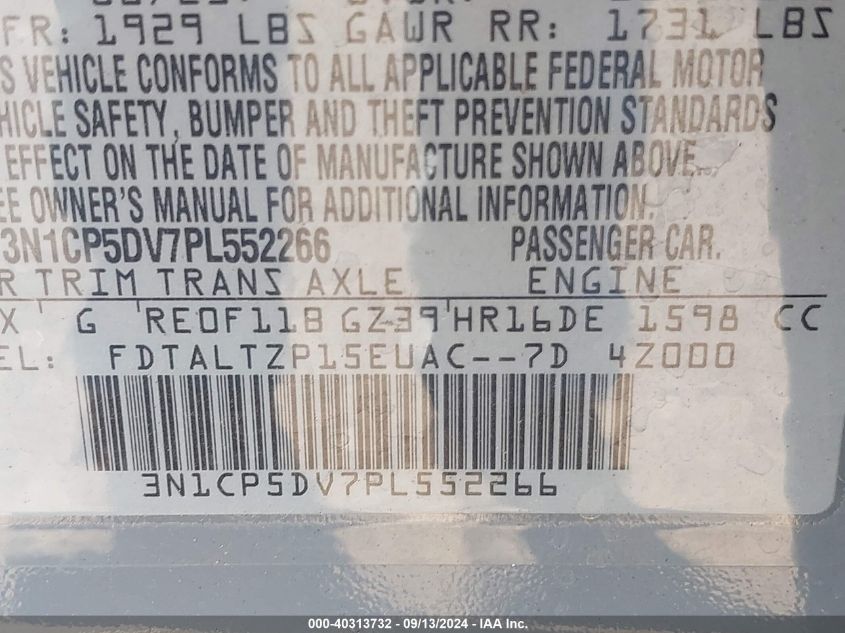 FR: 1929 LBS GAWR RR: 1731 LBS
S VEHICLE CONFORMS TO ALL APPLICABLE FEDERAL MOTOR
HICLE SAFETY, BUMPER AND THEFT PREVENTION STANDARDS
EFFECT ON THE DATE OF MANUFACTURE SHOWN ABOVE.
EE OWNER'S MANUAL FOR ADDITIONAL INFORMATION.
3N1CP5DV7PL552266 PASSENGER CAR.
R TRIM TRANS AXLE ENGINE
X G RE0F11B GZ39 HR16DE 1598 CC
EL: FDTALTZP15EUAC--7D 4Z000
3N1CP5DV7PL552266
000-40313732 - 09/13/2024 - IAA Inc.